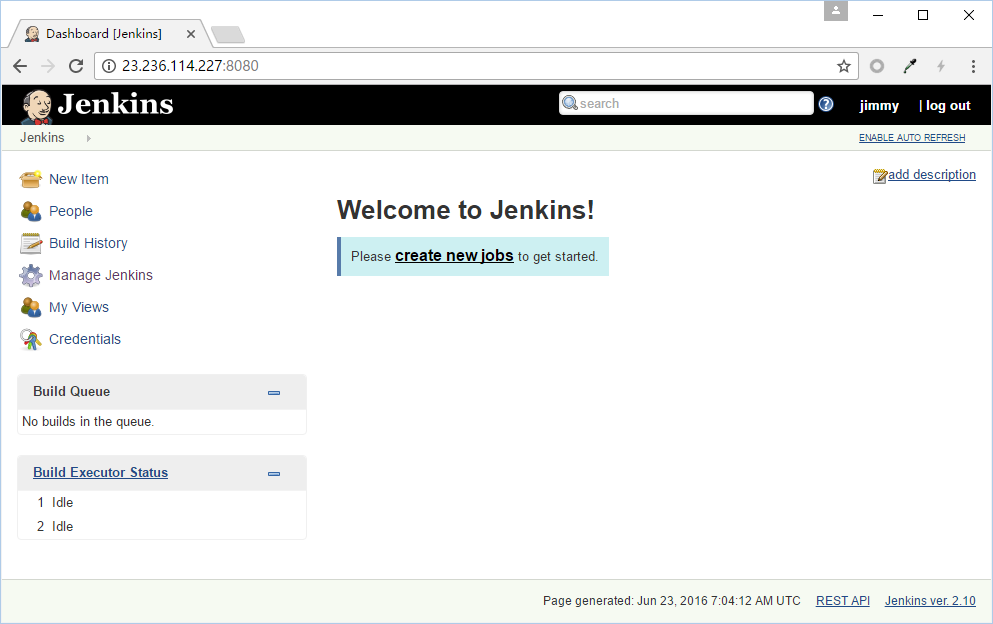 Dashboard [Jenkins]
23.236.114.227:8080
Jenkins
search
jimmy | log out
Jenkins
ENABLE AUTO REFRESH
New Item
People
Build History
Manage Jenkins
My Views
Credentials
Build Queue
No builds in the queue.
Build Executor Status
1 Idle
2 Idle
add description
Welcome to Jenkins!
Please create new jobs to get started.
Page generated: Jun 23, 2016 7:04:12 AM UTC REST API Jenkins ver. 2.10